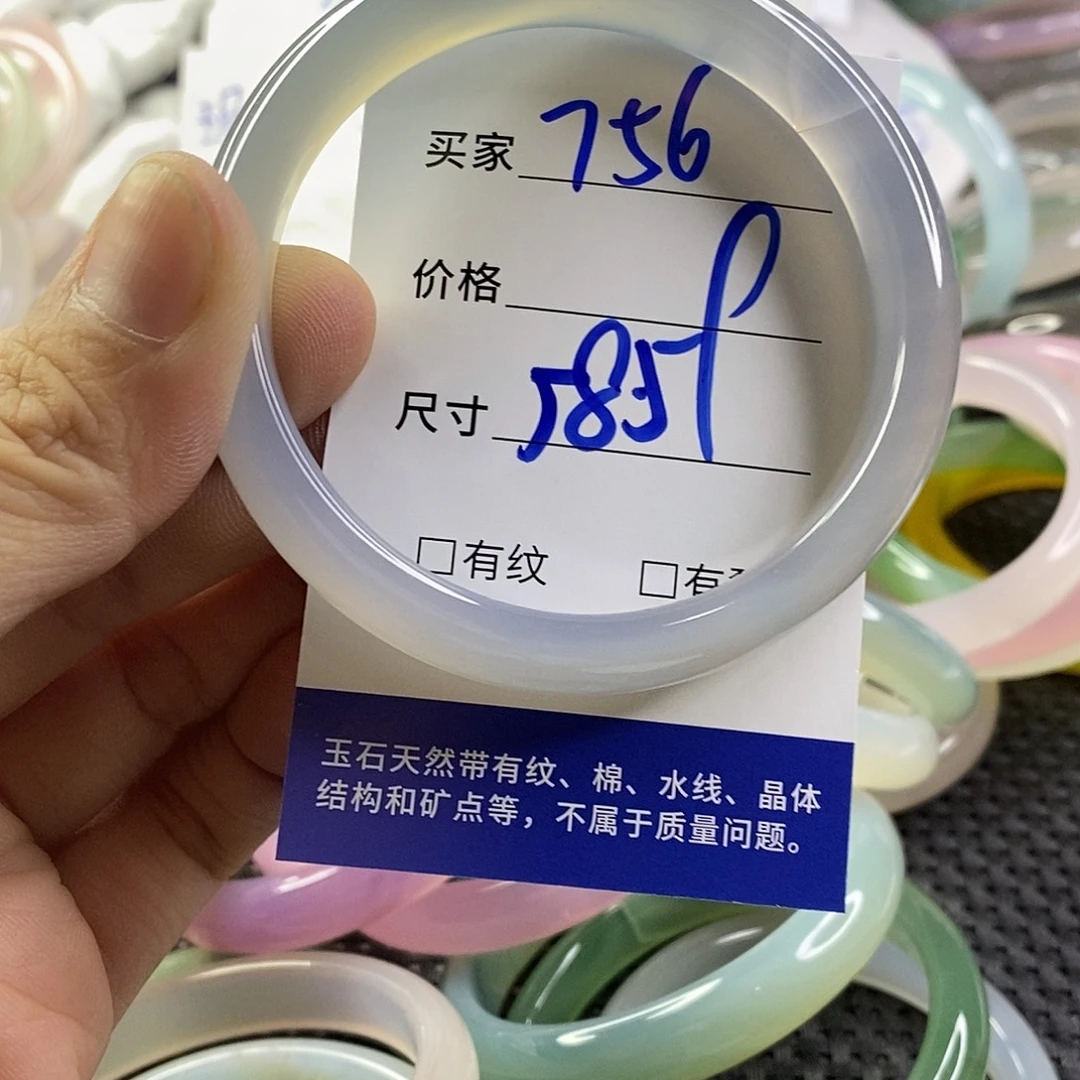 买家 756
价格
尺寸 585
□有纹 □有
玉石天然带有纹、棉、水线、晶体
结构和矿点等，不属于质量问题。